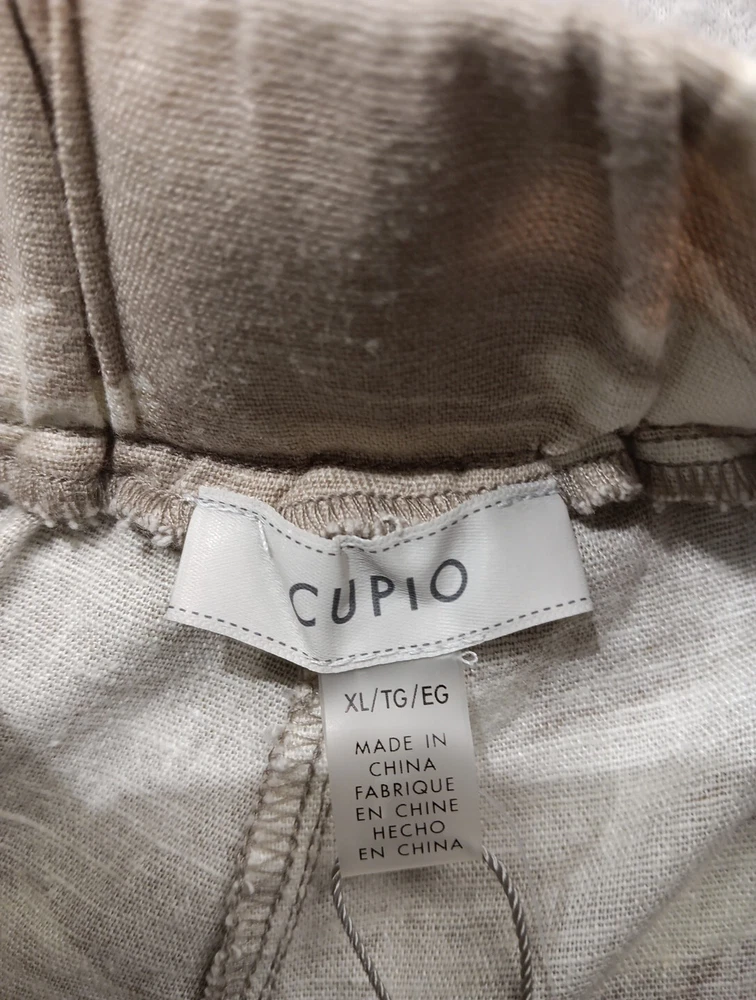 CUPIO
XL/TG/EG
MADE IN
CHINA
FABRIQUE
EN CHINE
HECHO
EN CHINA